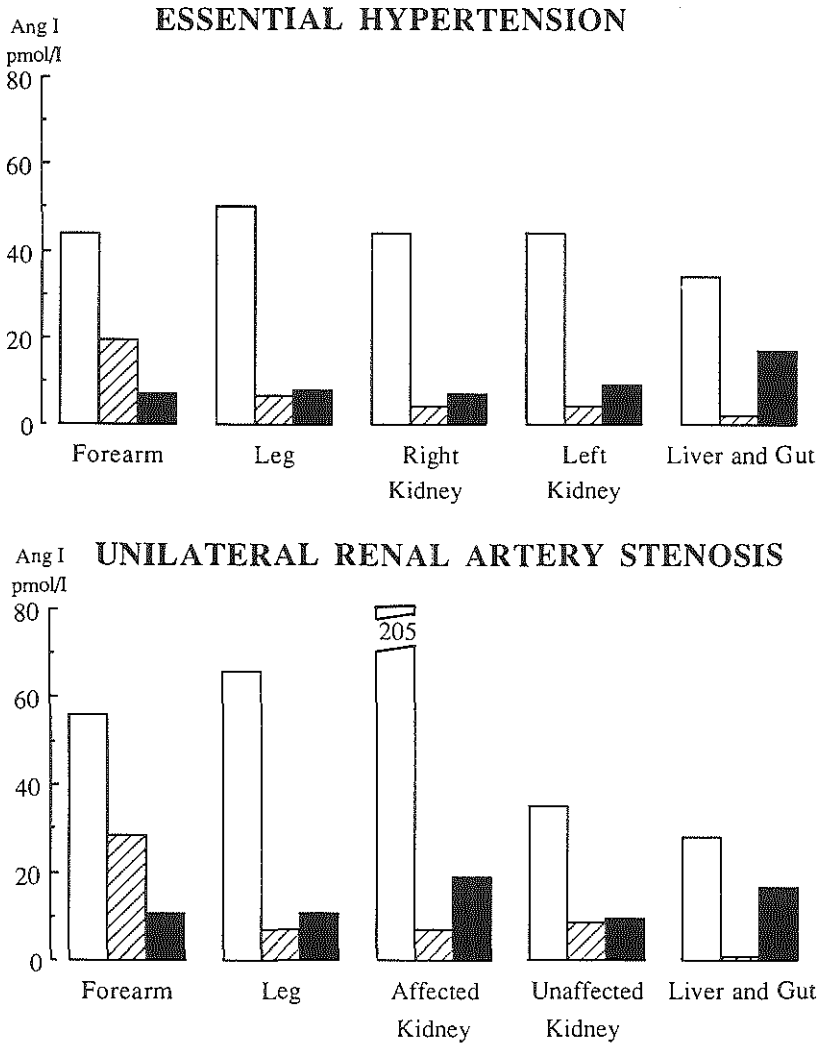 ESSENTIAL HYPERTENSION
Ang I
pmol/l
80
60
40
20
0
Forearm
Leg
Right
Kidney
Left
Kidney
Liver and Gut
UNILATERAL RENAL ARTERY STENOSIS
Ang I
pmol/l
80
60
40
20
0
205
Forearm
Leg
Affected
Kidney
Unaffected
Kidney
Liver and Gut